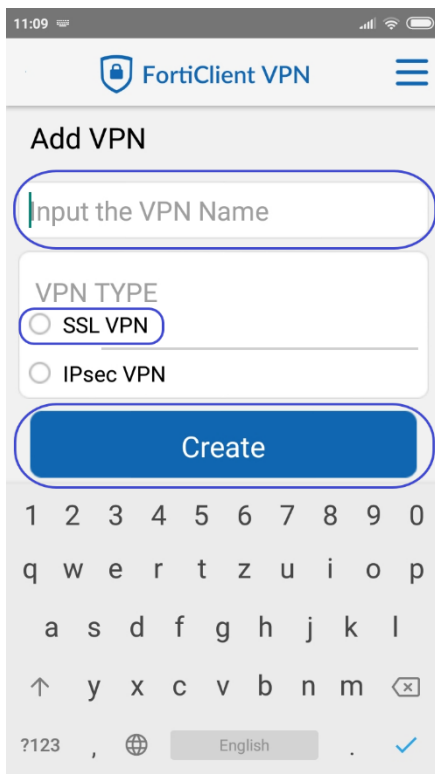 11:09
FortiClient VPN
Add VPN
Input the VPN Name
VPN TYPE
SSL VPN
IPsec VPN
Create
1 2 3 4 5 6 7 8 9 0
q w e r t z u i o p
a s d f g h j k l
y x c v b n m
?123 , English .